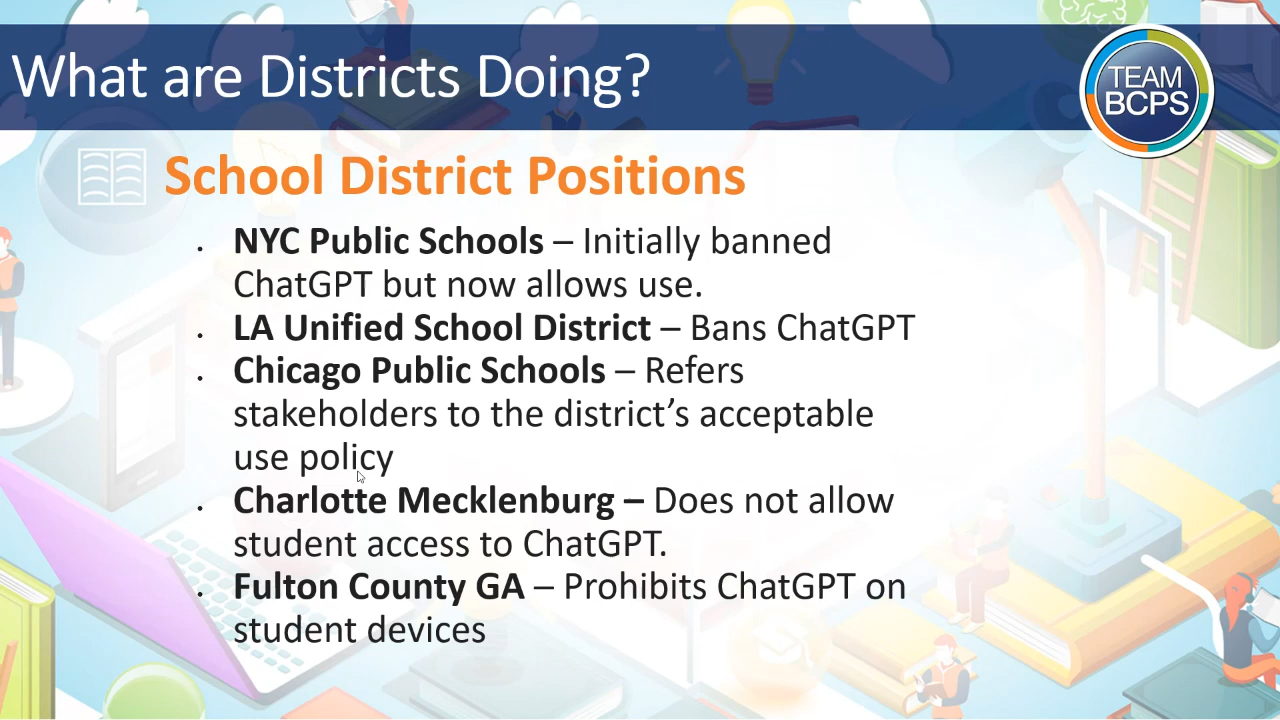 What are Districts Doing?
TEAM
BCPS
School District Positions
• NYC Public Schools – Initially banned
ChatGPT but now allows use.
• LA Unified School District – Bans ChatGPT
• Chicago Public Schools – Refers
stakeholders to the district’s acceptable
use policy
• Charlotte Mecklenburg – Does not allow
student access to ChatGPT.
• Fulton County GA – Prohibits ChatGPT on
student devices